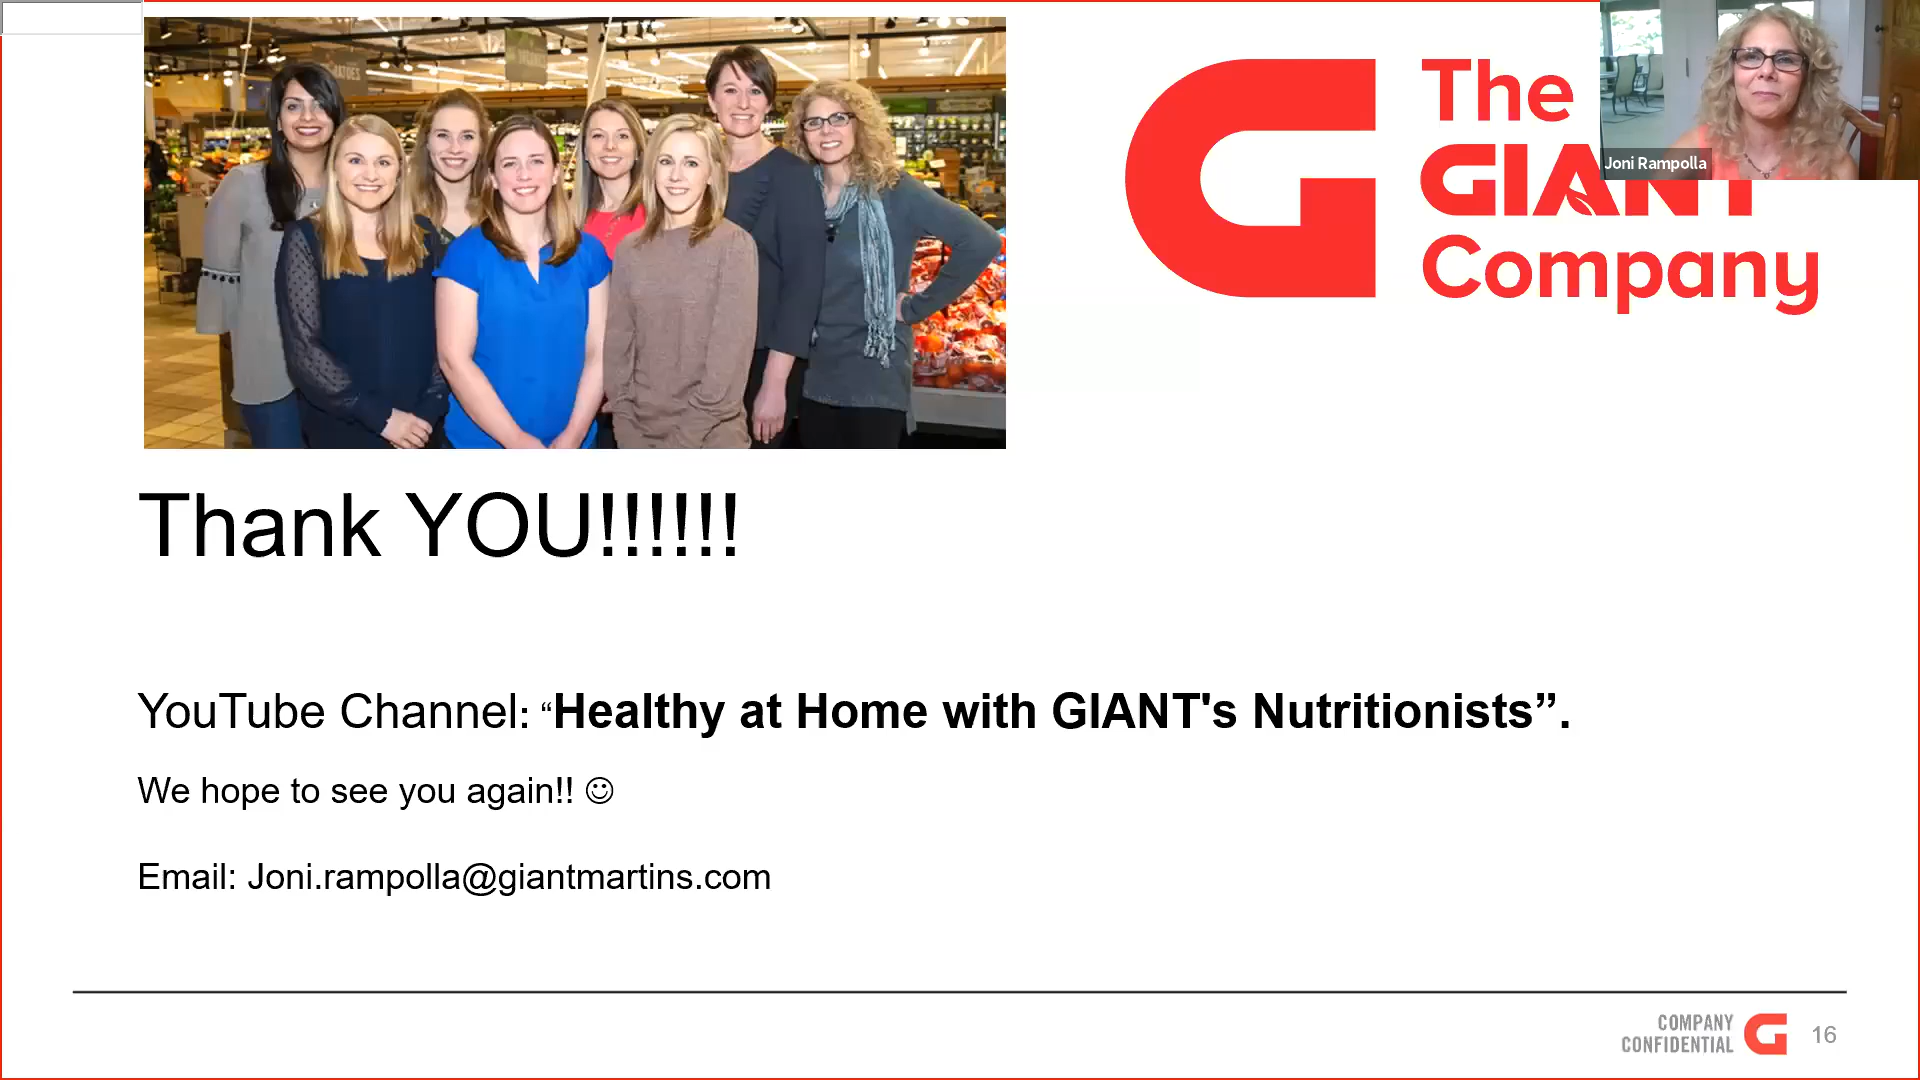 The
GIANT
Company
Joni Rampolla
Thank YOU!!!!!!
YouTube Channel: “Healthy at Home with GIANT's Nutritionists”.
We hope to see you again!! ☺
Email: Joni.rampolla@giantmartins.com
COMPANY
CONFIDENTIAL
16